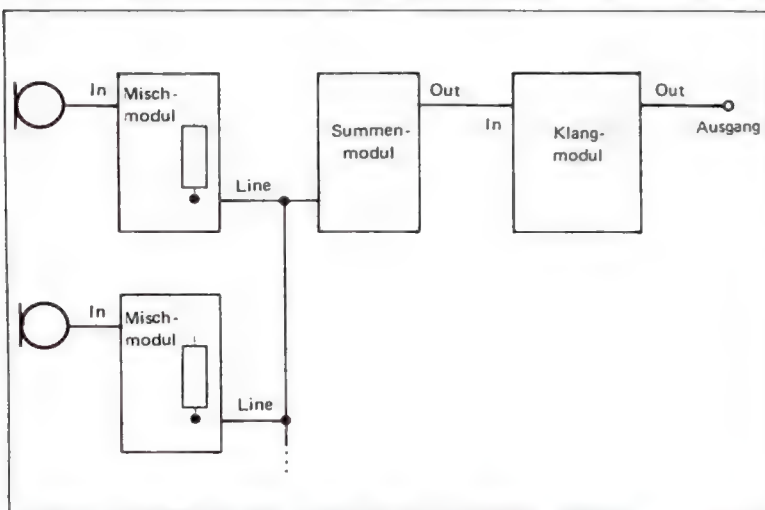 In
Misch-
modul
Line
Summen-
modul
Out
In
Klang-
modul
Out
Ausgang
In
Misch-
modul
Line